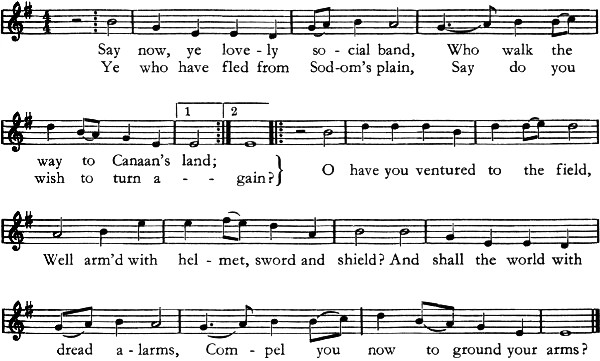 Say now, ye love - ly so - cial band, Who walk the
Ye who have fled from Sod - om's plain, Say do you
1 2
way to Canaan's land;
wish to turn a - - gain? } O have you ventured to the field,
Well arm'd with hel - met, sword and shield? And shall the world with
dread a - larms, Com - pel you now to ground your arms?